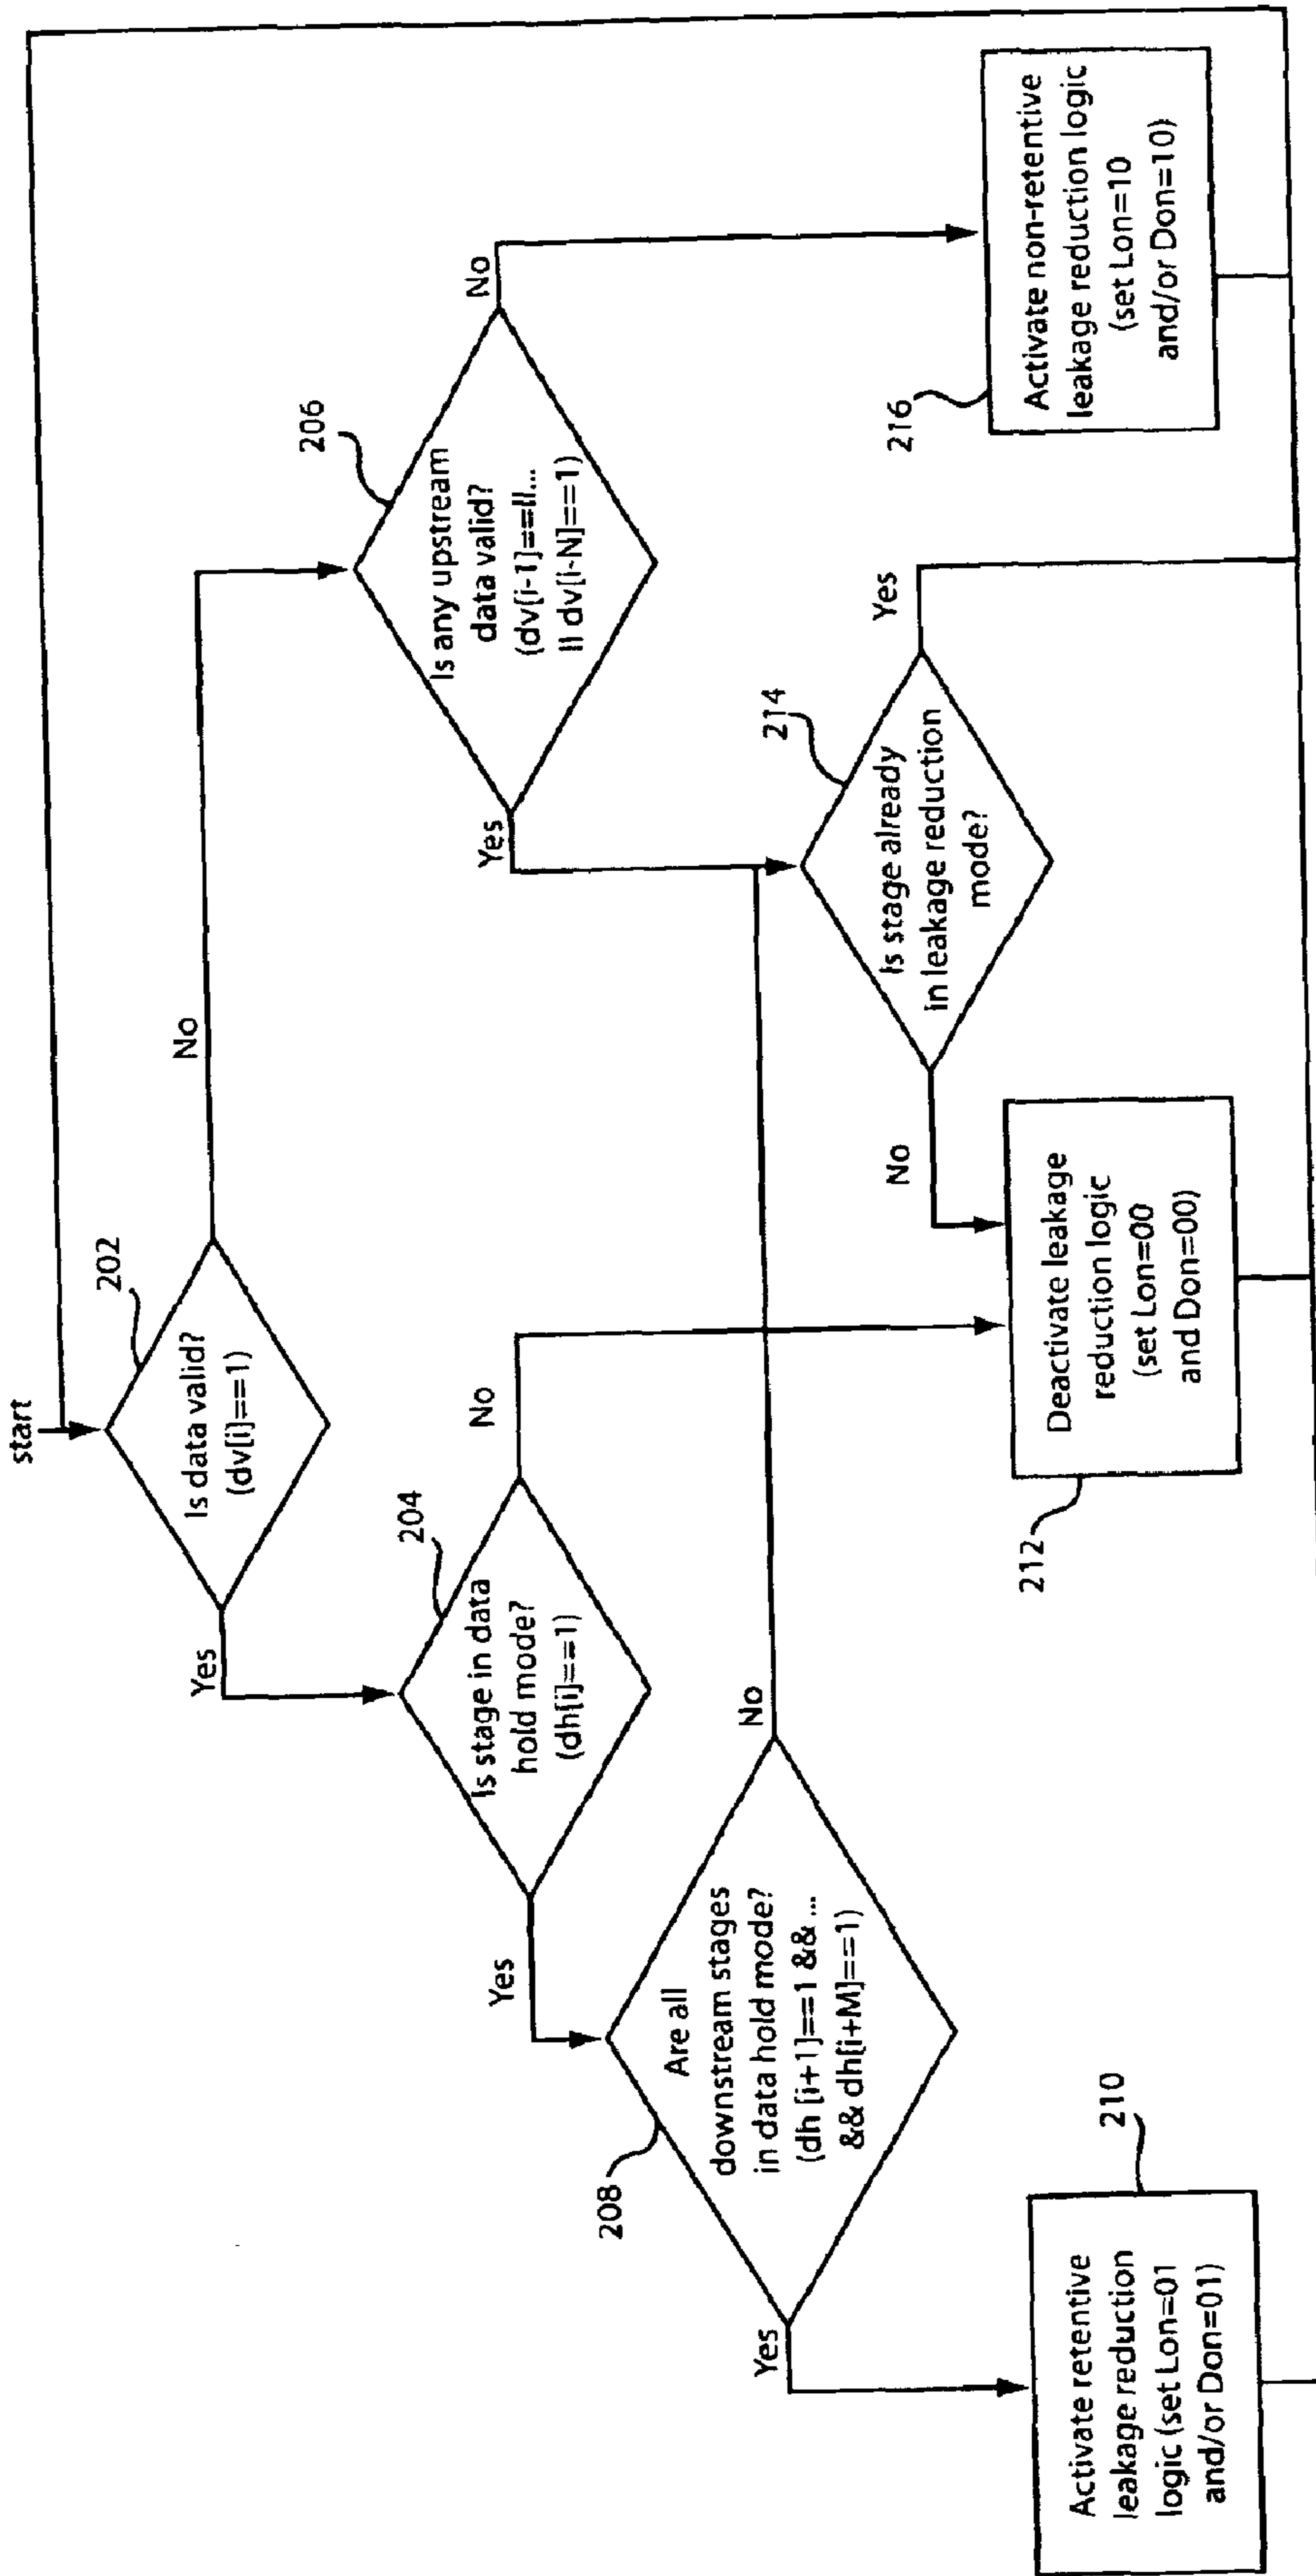 start
202
Is data valid?
(dv[i]==1)
Yes
No
204
Is stage in data
hold mode?
(dh[i]==1)
Yes
No
206
Is any upstream
data valid?
(dv[i-1]==ll...
ll dv[i-N]==1)
Yes
No
208
Are all
downstream stages
in data hold mode?
(dh [i+1]==1 && ...
&& dh[i+M]==1)
Yes
No
214
Is stage already
in leakage reduction
mode?
No
Yes
210
Activate retentive
leakage reduction
logic (set Lon=01
and/or Don=01)
212
Deactivate leakage
reduction logic
(set Lon=00
and Don=00)
216
Activate non-retentive
leakage reduction logic
(set Lon=10
and/or Don=10)